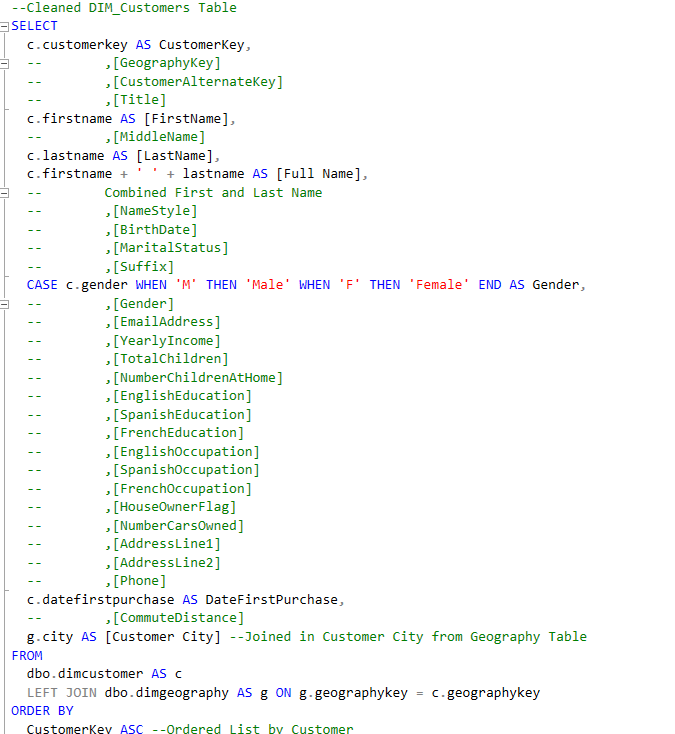 --Cleaned DIM_Customers Table
SELECT
c.customerkey AS CustomerKey,
-- ,[GeographyKey]
-- ,[CustomerAlternateKey]
-- ,[Title]
c.firstname AS [FirstName],
-- ,[MiddleName]
c.lastname AS [LastName],
c.firstname + ' ' + lastname AS [Full Name],
-- Combined First and Last Name
-- ,[NameStyle]
-- ,[BirthDate]
-- ,[MaritalStatus]
-- ,[Suffix]
CASE c.gender WHEN 'M' THEN 'Male' WHEN 'F' THEN 'Female' END AS Gender,
-- ,[Gender]
-- ,[EmailAddress]
-- ,[YearlyIncome]
-- ,[TotalChildren]
-- ,[NumberChildrenAtHome]
-- ,[EnglishEducation]
-- ,[SpanishEducation]
-- ,[FrenchEducation]
-- ,[EnglishOccupation]
-- ,[SpanishOccupation]
-- ,[FrenchOccupation]
-- ,[HouseOwnerFlag]
-- ,[NumberCarsOwned]
-- ,[AddressLine1]
-- ,[AddressLine2]
-- ,[Phone]
c.datefirstpurchase AS DateFirstPurchase,
-- ,[CommuteDistance]
g.city AS [Customer City] --Joined in Customer City from Geography Table
FROM
dbo.dimcustomer AS c
LEFT JOIN dbo.dimgeography AS g ON g.geographykey = c.geographykey
ORDER BY
CustomerKey ASC --Ordered List by Customer